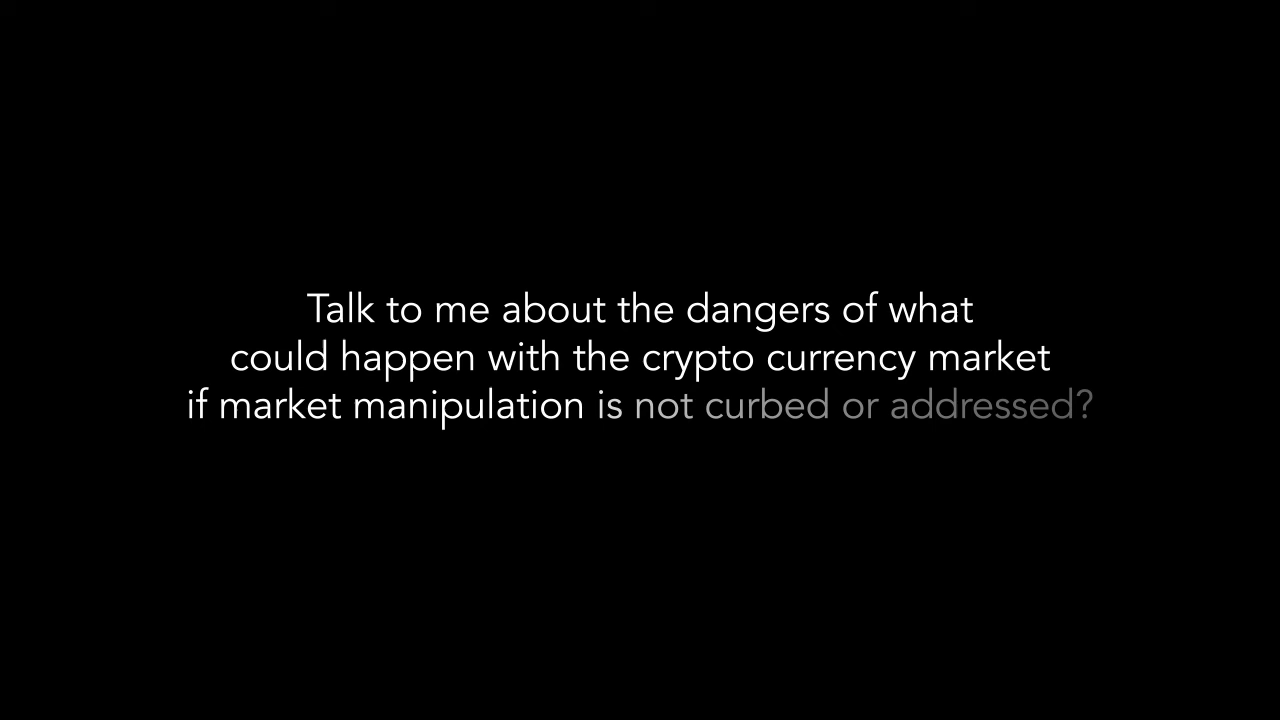 Talk to me about the dangers of what
could happen with the crypto currency market
if market manipulation is not curbed or addressed?